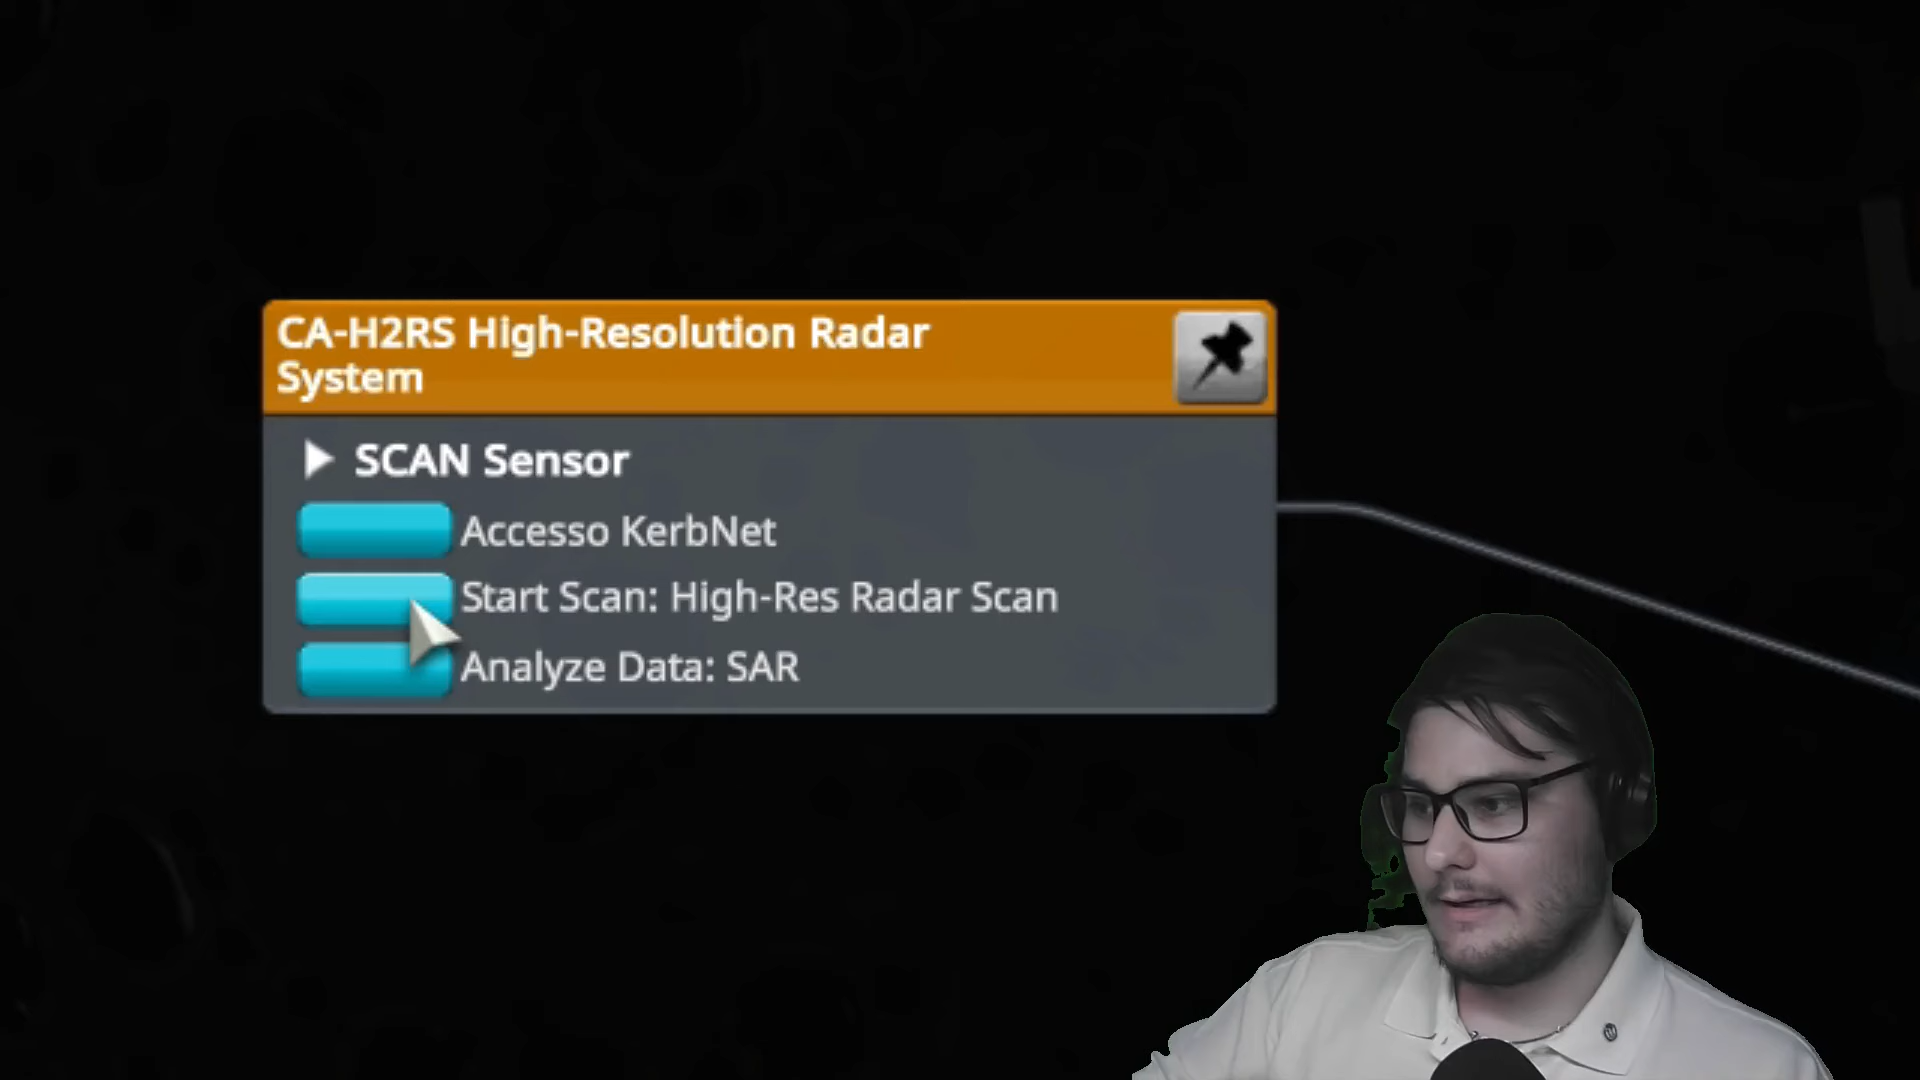 CA-H2RS High-Resolution Radar
System
SCAN Sensor
Accesso KerbNet
Start Scan: High-Res Radar Scan
Analyze Data: SAR